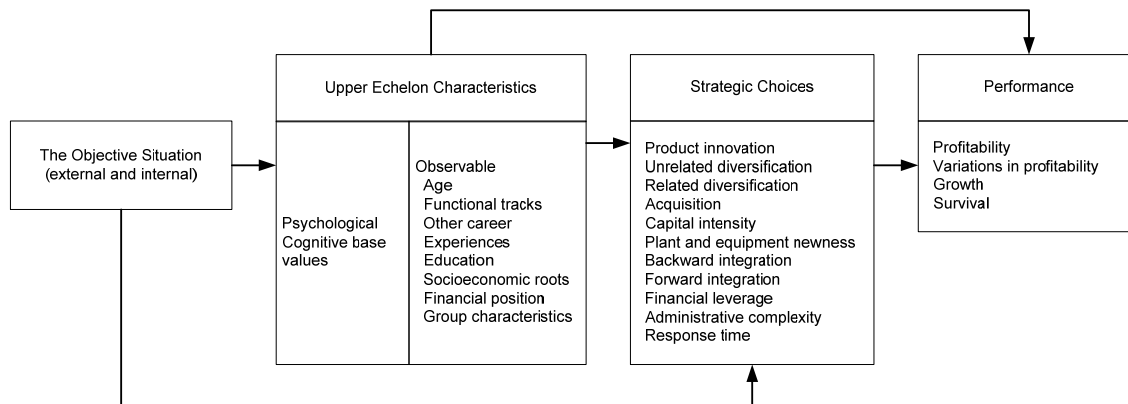 The Objective Situation
(external and internal)
Upper Echelon Characteristics
Psychological
Cognitive base
values
Observable
Age
Functional tracks
Other career
Experiences
Education
Socioeconomic roots
Financial position
Group characteristics
Strategic Choices
Product innovation
Unrelated diversification
Related diversification
Acquisition
Capital intensity
Plant and equipment newness
Backward integration
Forward integration
Financial leverage
Administrative complexity
Response time
Performance
Profitability
Variations in profitability
Growth
Survival